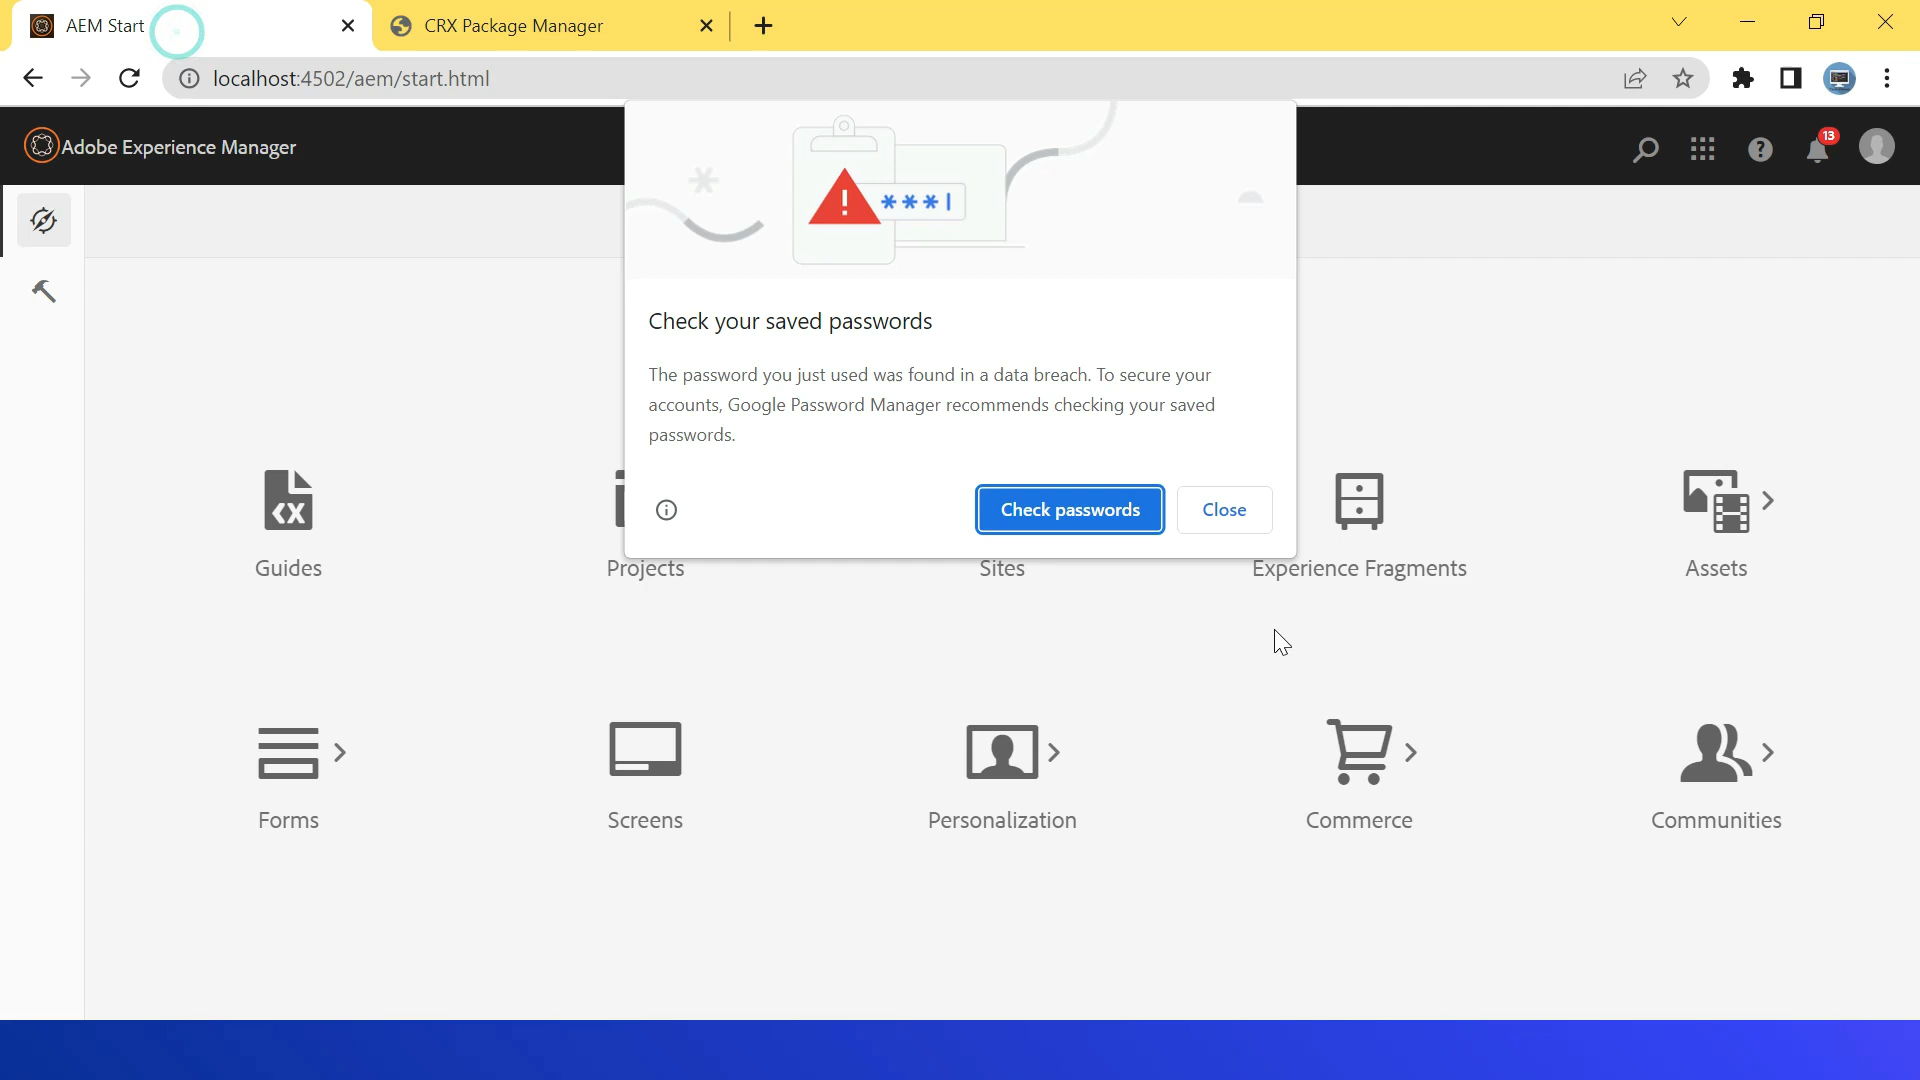 AEM Start
CRX Package Manager
localhost:4502/aem/start.html
Adobe Experience Manager
13
***|
Check your saved passwords
The password you just used was found in a data breach. To secure your
accounts, Google Password Manager recommends checking your saved
passwords.
Check passwords
Close
Guides
Projects
Sites
Experience Fragments
Assets
Forms
Screens
Personalization
Commerce
Communities